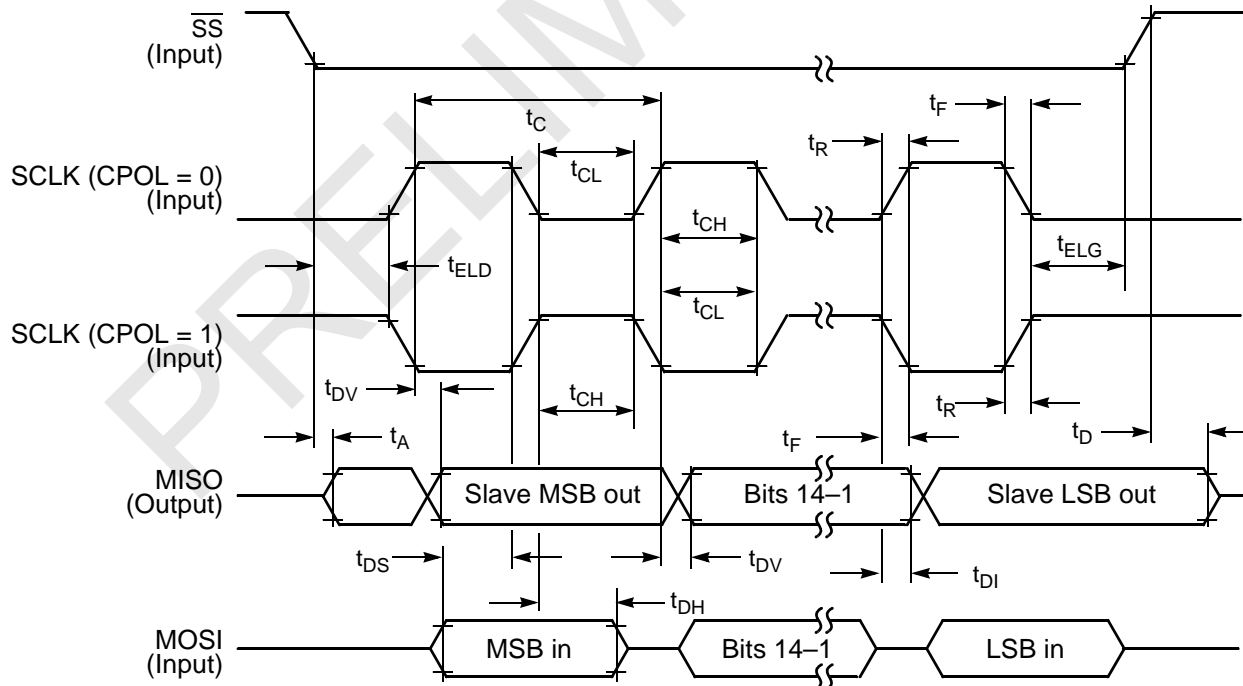 PRELIM
SS
(Input)
t_F
t_C
t_R
SCLK (CPOL = 0)
(Input)
t_CL
t_CH
t_ELG
t_ELD
t_CL
SCLK (CPOL = 1)
(Input)
t_DV
t_CH
t_R
t_A
t_F
t_D
MISO
(Output)
Slave MSB out
Bits 14–1
Slave LSB out
t_DS
t_DV
t_DI
t_DH
MOSI
(Input)
MSB in
Bits 14–1
LSB in